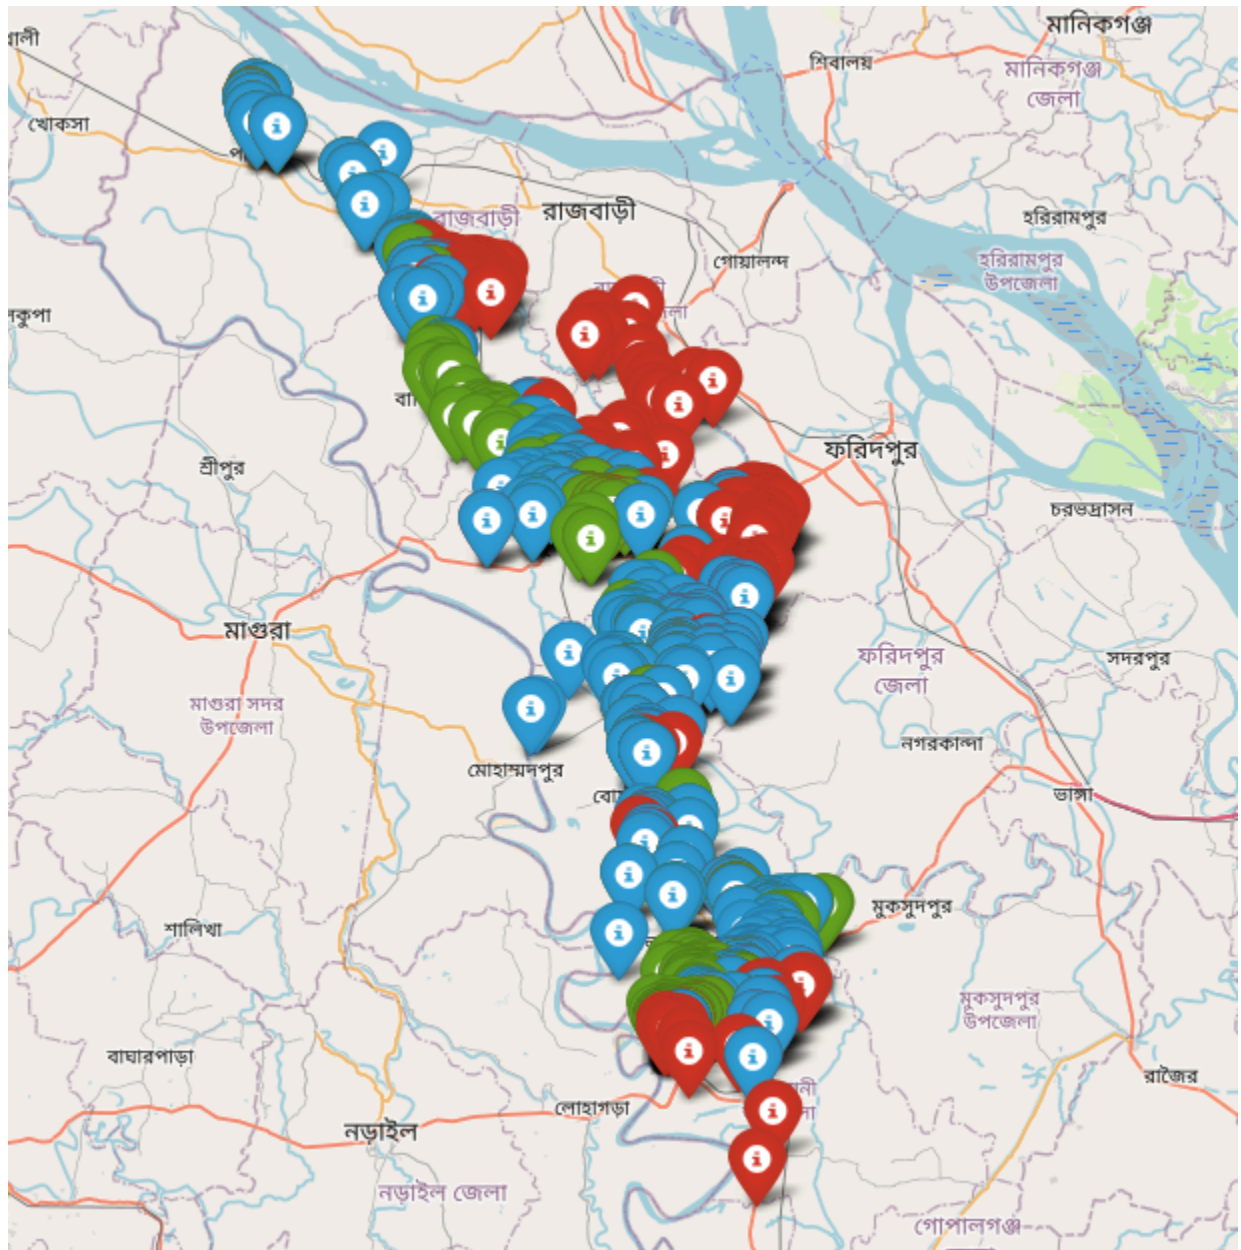 মানিকগঞ্জ
শিবালয়
মানিকগঞ্জ
জেলা
খোকসা
রাজবাড়ী
রাজবাড়ী
হরিরামপুর
গোয়ালন্দ
হরিরামপুর
উপজেলা
ফরিদপুর
শ্রীপুর
চরভদ্রাসন
মাগুরা
ফরিদপুর
জেলা
সদরপুর
মাগুরা সদর
উপজেলা
নগরকান্দা
মোহাম্মদপুর
ভাঙ্গা
মুকসুদপুর
শালিখা
মুকসুদপুর
উপজেলা
বাঘারপাড়া
রাজৈর
লোহাগড়া
নড়াইল
নড়াইল জেলা
গোপালগঞ্জ